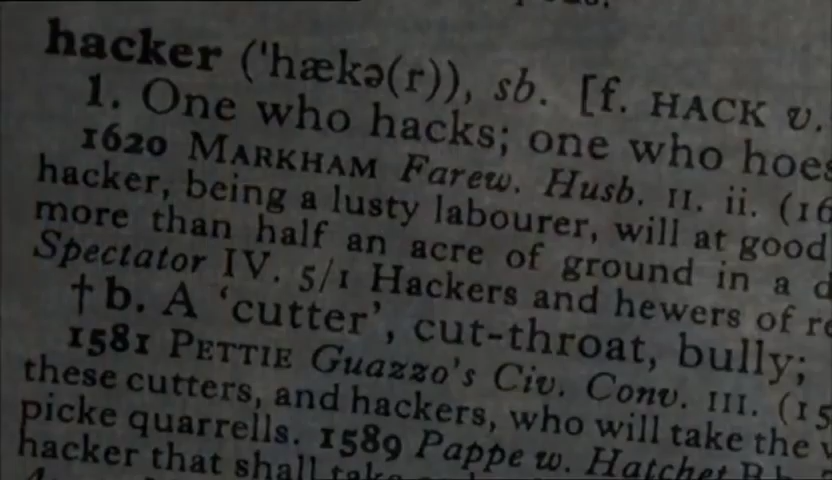 hacker ('hækə(r)), sb. [f. HACK v.
1. One who hacks; one who hoes
1620 MARKHAM Farew. Husb. II. ii. (16
hacker, being a lusty labourer, will at good
more than half an acre of ground in a d
Spectator IV. 5/1 Hackers and hewers of re
† b. A 'cutter', cut-throat, bully;
1581 PETTIE Guazzo's Civ. Conv. III. (15
these cutters, and hackers, who will take the
picke quarrells. 1589 Pappe w. Hatchet
hacker that shall take